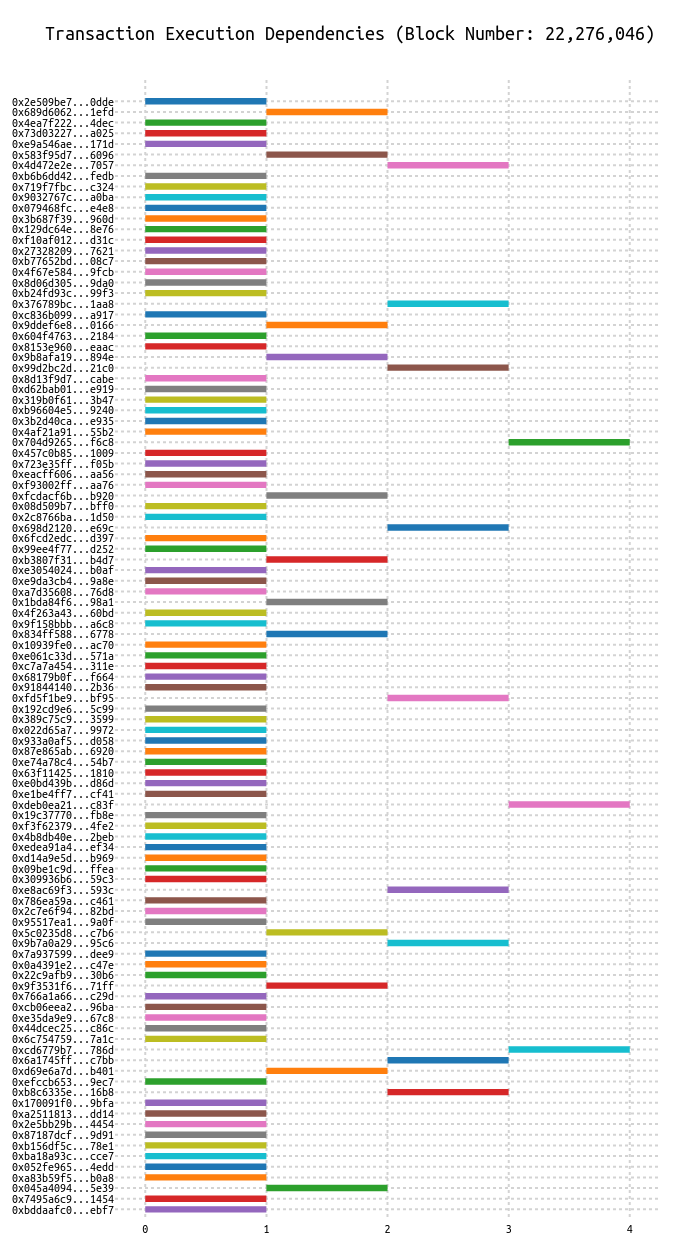 Transaction Execution Dependencies (Block Number: 22,276,046)
0x2e509be7...0dde
0x689d6062...1efd
0x4ea7f222...4dec
0x73d03227...a025
0xe9a546ae...171d
0x583f95d7...6096
0x4d472e2e...7057
0xb6b6dd42...fedb
0x719f7fbc...c324
0x9032767c...a0ba
0x079468fc...e4e8
0x3b687f39...960d
0x129dc64e...8e76
0xf10af012...d31c
0x27328209...7621
0xb77652bd...08c7
0x4f67e584...9fcb
0x8d06d305...9da0
0xb24fd93c...99f3
0x376789bc...1aa8
0xc836b099...a917
0x9ddef6e8...0166
0x604f4763...2184
0x8153e960...eaac
0x9b8afa19...894e
0x99d2bc2d...21c0
0x8d13f9d7...cabe
0xd62bab01...e919
0x319b0f61...3b47
0xb96604e5...9240
0x3b2d40ca...e935
0x4af21a91...55b2
0x704d9265...f6c8
0x457c0b85...1009
0x723e35ff...f05b
0xeacff606...aa56
0xf93002ff...aa76
0xfcdacf6b...b920
0x08d509b7...bff0
0x2c8766ba...1d50
0x698d2120...e69c
0x6fcd2edc...d397
0x99ee4f77...d252
0xb3807f31...b4d7
0xe3054024...b0af
0xe9da3cb4...9a8e
0xa7d35608...76d8
0x1bda84f6...98a1
0x4f263a43...60bd
0x9f158bbb...a6c8
0x834ff588...6778
0x10939fe0...ac70
0xe061c33d...571a
0xc7a7a454...311e
0x68179b0f...f664
0x91844140...2b36
0xfd5f1be9...bf95
0x192cd9e6...5c99
0x389c75c9...3599
0x022d65a7...9972
0x933a0af5...d058
0x87e865ab...6920
0xe74a78c4...54b7
0x63f11425...1810
0xe0bd439b...d86d
0xe1be4ff7...cf41
0xdeb0ea21...c83f
0x19c37770...fb8e
0xf3f62379...4fe2
0x4b8db40e...2beb
0xedea91a4...ef34
0xd14a9e5d...b969
0x09be1c9d...ffea
0x309936b6...59c3
0xe8ac69f3...593c
0x786ea59a...c461
0x2c7e6f94...82bd
0x95517ea1...9a0f
0x5c0235d8...c7b6
0x9b7a0a29...95c6
0x7a937599...dee9
0x0a4391e2...c47e
0x22c9afb9...30b6
0x9f3531f6...71ff
0x766a1a66...c29d
0xcb06eea2...96ba
0xe35da9e9...67c8
0x44dcec25...c86c
0x6c754759...7a1c
0xcd6779b7...786d
0x6a1745ff...c7bb
0xd69e6a7d...b401
0xefccb653...9ec7
0xb8c6335e...16b8
0x170091f0...9bfa
0xa2511813...dd14
0x2e5bb29b...4454
0x87187dcf...9d91
0xb156df5c...78e1
0xba18a93c...cce7
0x052fe965...4edd
0xa83b59f5...b0a8
0x045a4094...5e39
0x7495a6c9...1454
0xbddaafc0...ebf7
0 1 2 3 4